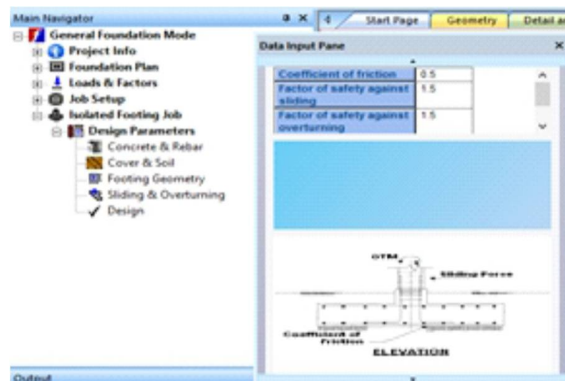 Main Navigator
Start Page
Geometry
Detail
General Foundation Mode
Project Info
Foundation Plan
Loads & Factors
Job Setup
Isolated Footing Job
Design Parameters
Concrete & Rebar
Cover & Soil
Footing Geometry
Sliding & Overturning
Design
Output
Data Input Pane
Coefficient of friction 0.5
Factor of safety against
sliding 1.5
Factor of safety against
overturning 1.5
OTM
Sliding Force
Coefficient of
Friction
ELEVATION